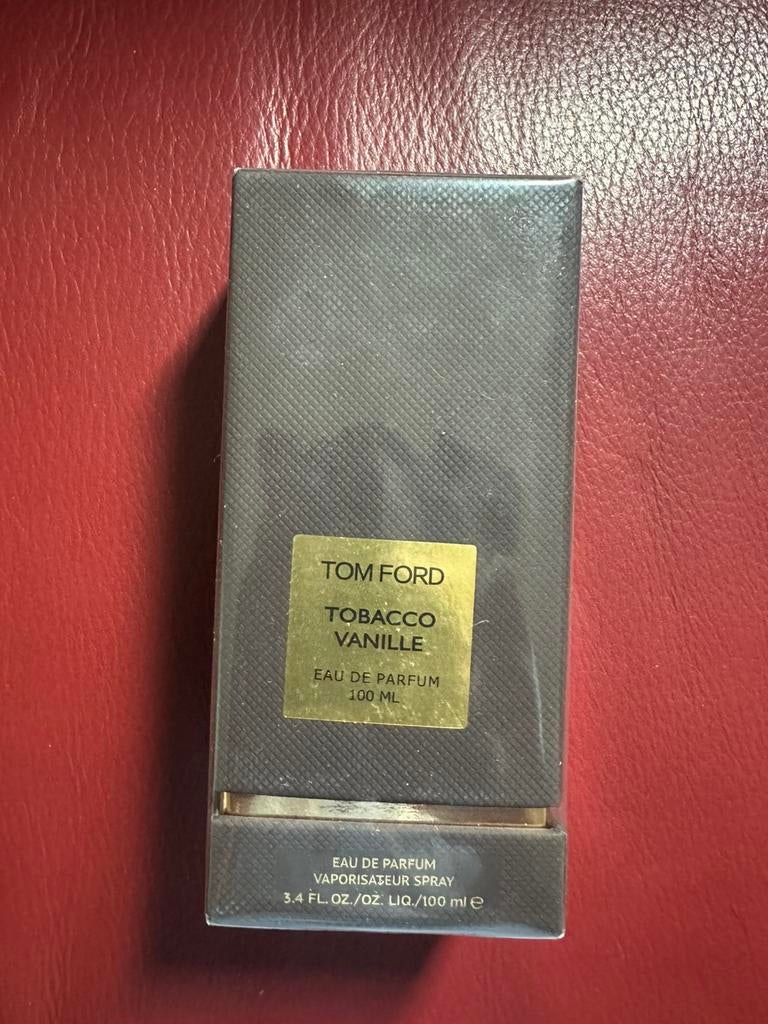 TOM FORD
TOBACCO
VANILLE
EAU DE PARFUM
100 ML
EAU DE PARFUM
VAPORISATEUR SPRAY
3.4 FL. OZ./OZ. LIQ./100 ml ℮